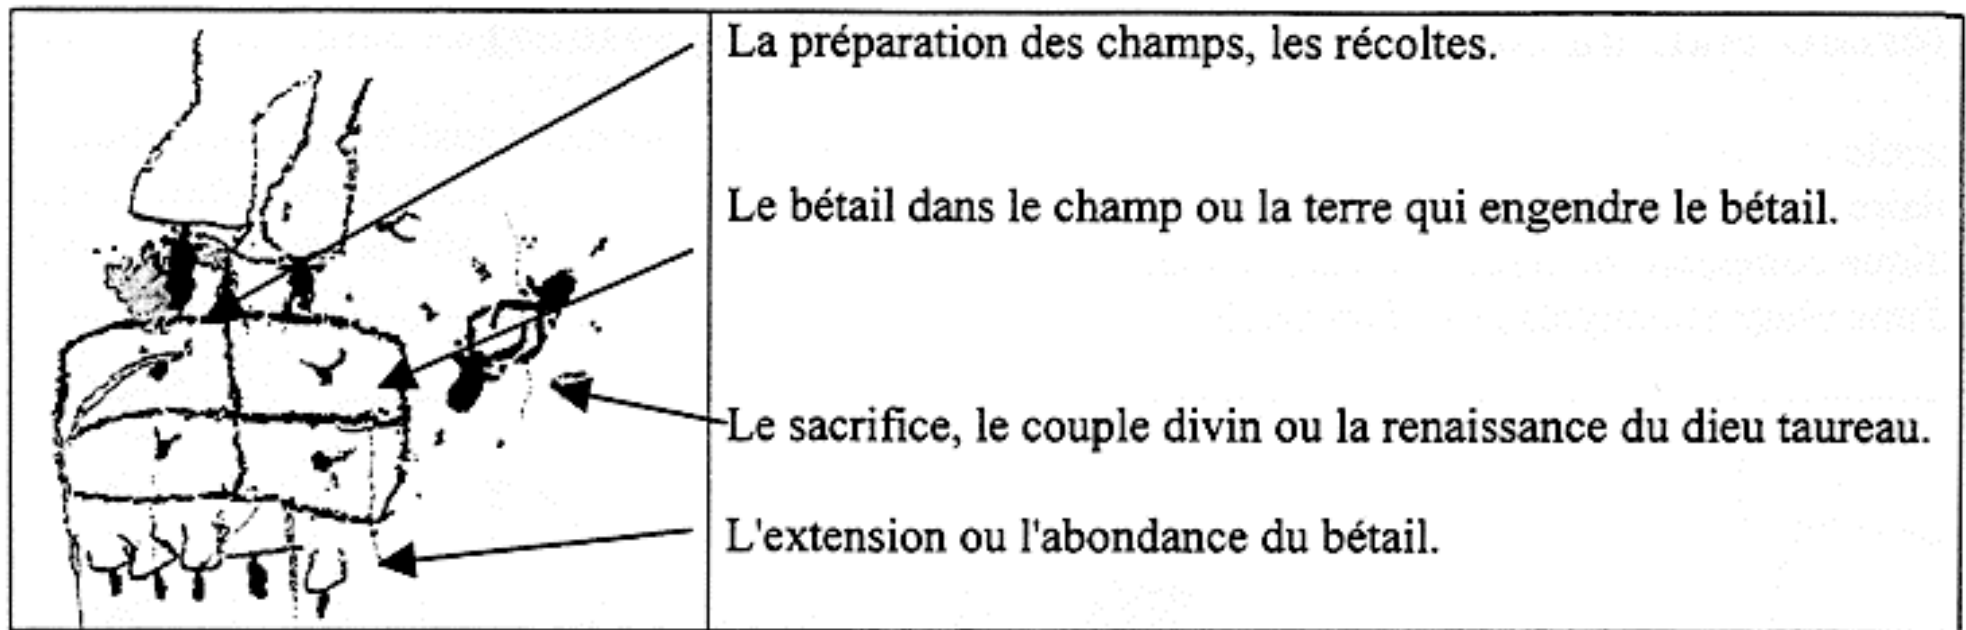 La préparation des champs, les récoltes.
Le bétail dans le champ ou la terre qui engendre le bétail.
Le sacrifice, le couple divin ou la renaissance du dieu taureau.
L'extension ou l'abondance du bétail.